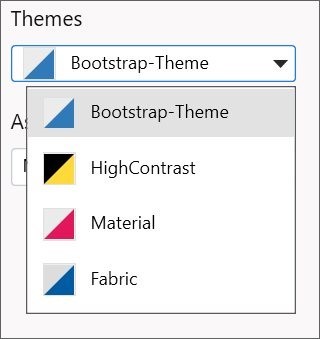 Themes
Bootstrap-Theme
Bootstrap-Theme
HighContrast
Material
Fabric